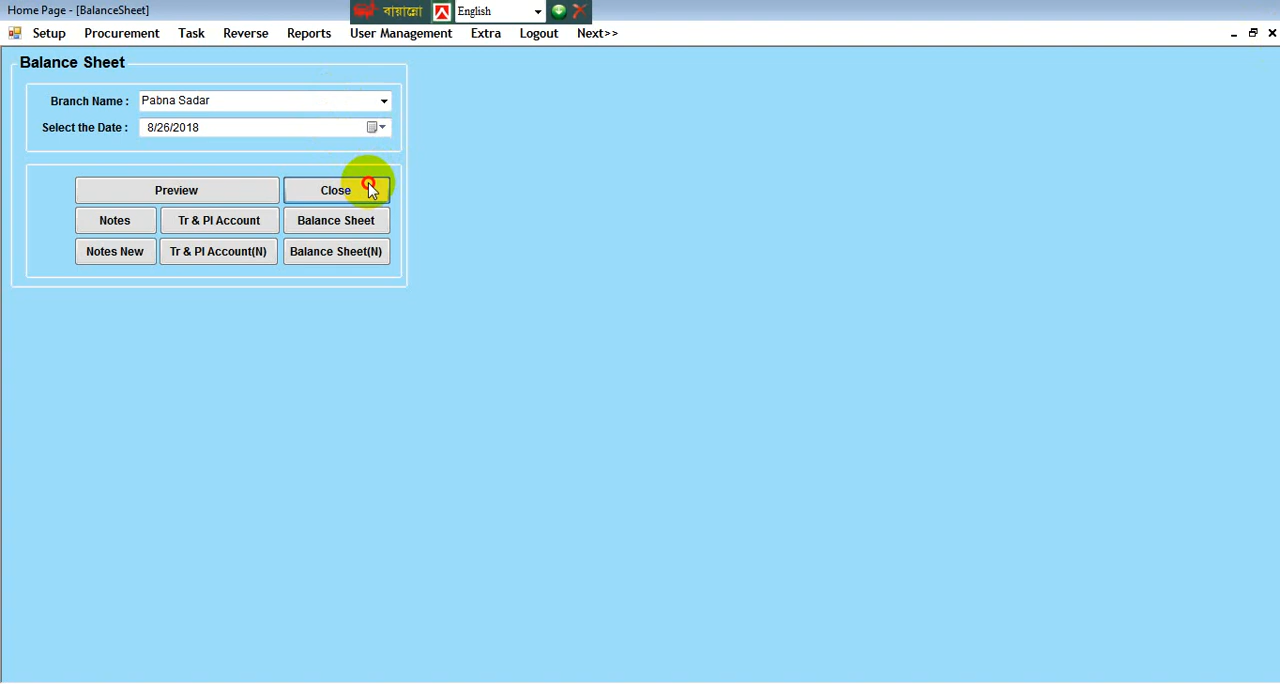 Home Page - [BalanceSheet]
বায়ান্নো English
Setup Procurement Task Reverse Reports User Management Extra Logout Next>>
Balance Sheet
Branch Name : Pabna Sadar
Select the Date : 8/26/2018
Preview Close
Notes Tr & Pl Account Balance Sheet
Notes New Tr & Pl Account(N) Balance Sheet(N)